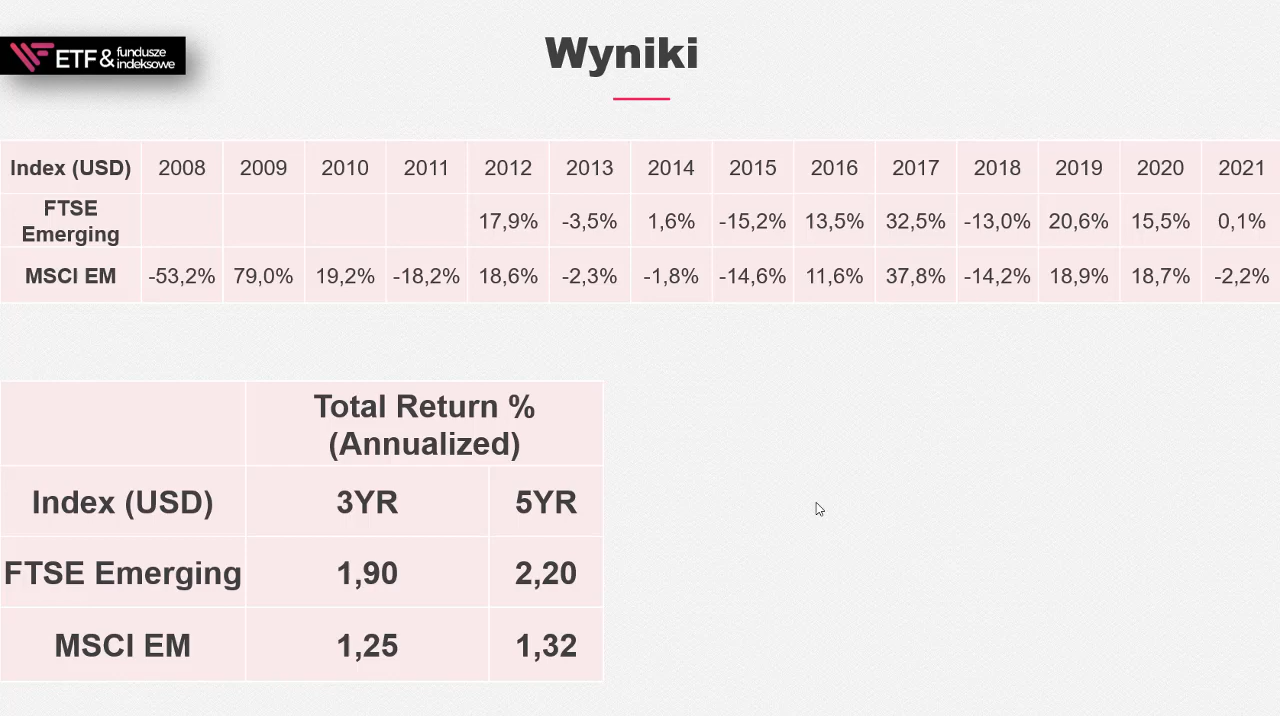 ETF & fundusze indeksowe
Wyniki
Index (USD) 2008 2009 2010 2011 2012 2013 2014 2015 2016 2017 2018 2019 2020 2021
FTSE Emerging 17,9% -3,5% 1,6% -15,2% 13,5% 32,5% -13,0% 20,6% 15,5% 0,1%
MSCI EM -53,2% 79,0% 19,2% -18,2% 18,6% -2,3% -1,8% -14,6% 11,6% 37,8% -14,2% 18,9% 18,7% -2,2%
Total Return %
(Annualized)
Index (USD) 3YR 5YR
FTSE Emerging 1,90 2,20
MSCI EM 1,25 1,32